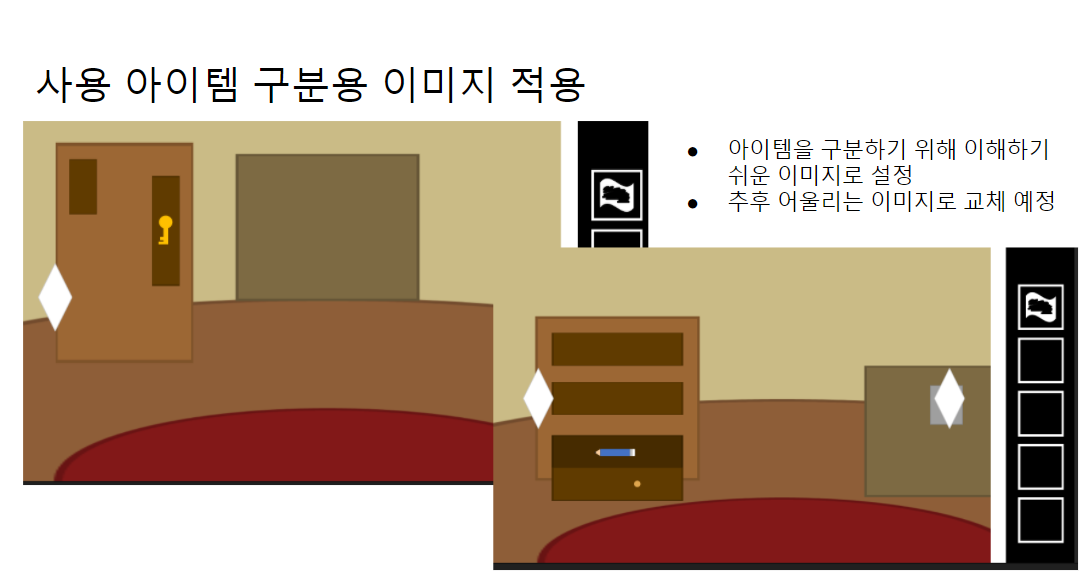 사용 아이템 구분용 이미지 적용
● 아이템을 구분하기 위해 이해하기
쉬운 이미지로 설정
● 추후 어울리는 이미지로 교체 예정